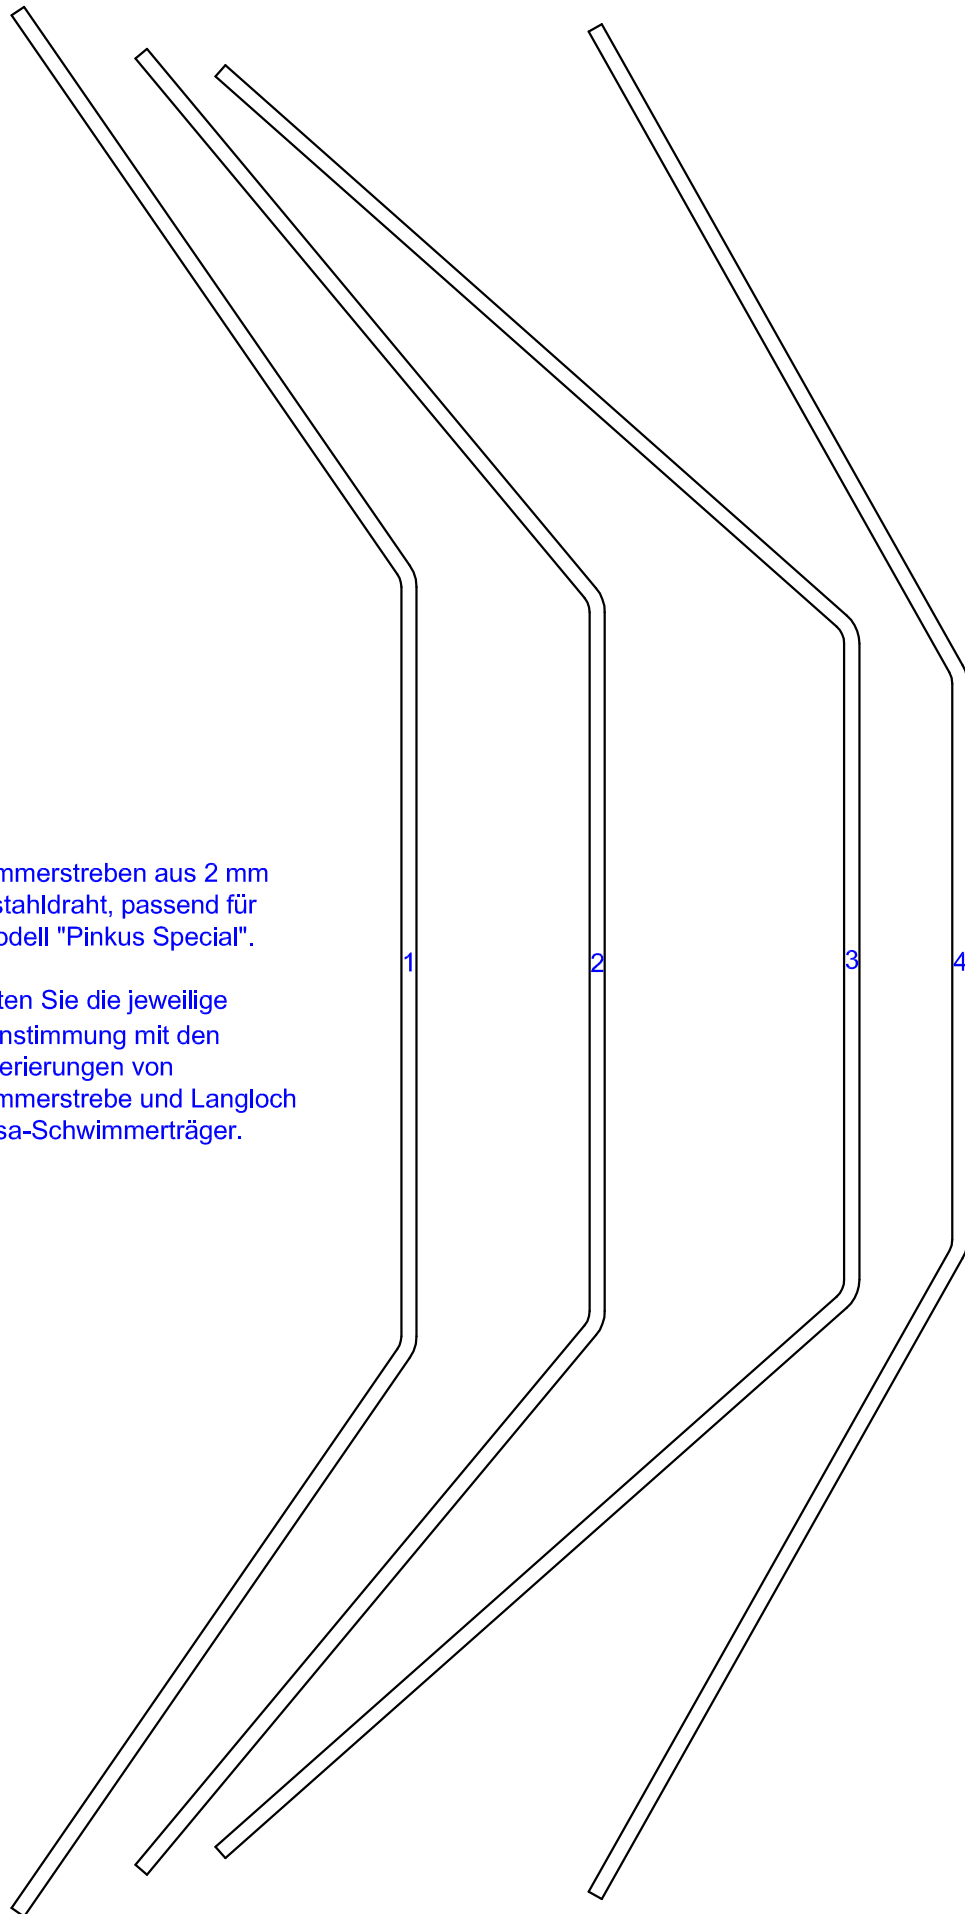 mmerstreben aus 2 mm
stahldraht, passend für
odell "Pinkus Special".
ten Sie die jeweilige
nstimmung mit den
erierungen von
mmerstrebe und Langloch
sa-Schwimmerträger.
1
2
3
4